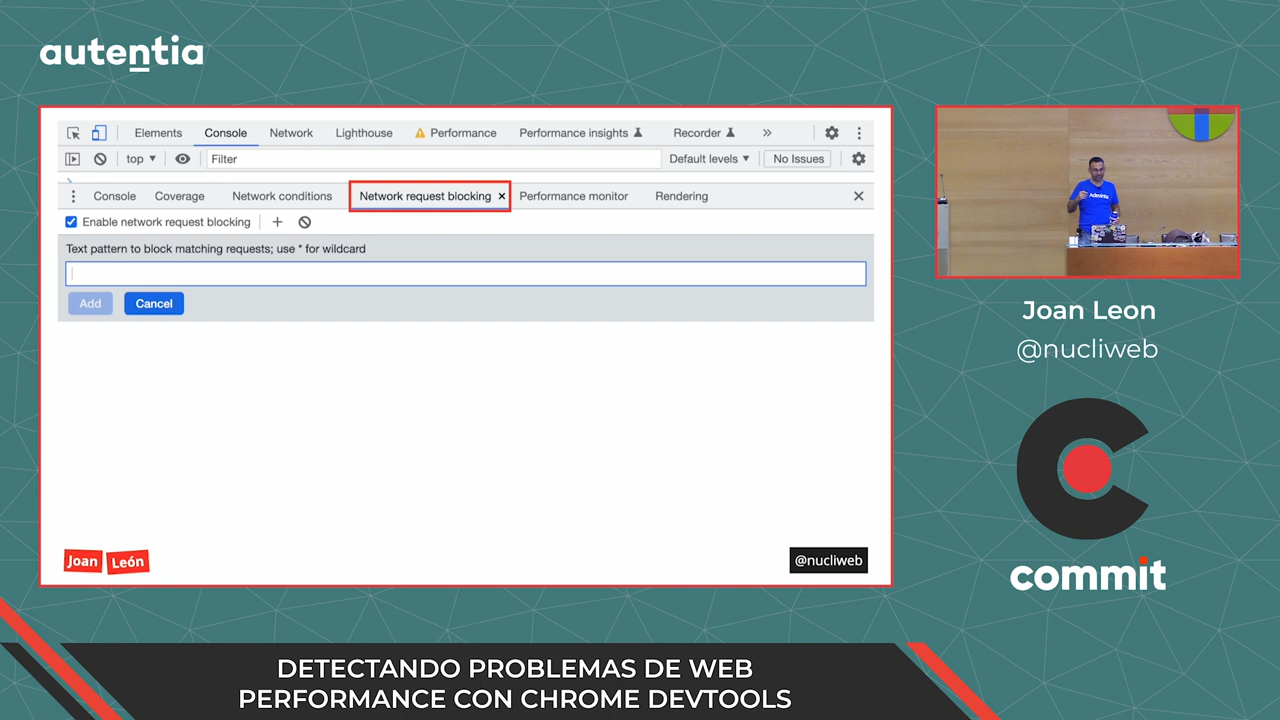 autentia
Elements Console Network Lighthouse Performance Performance insights Recorder »
top ▼ Filter Default levels ▼ No Issues
Console Coverage Network conditions Network request blocking × Performance monitor Rendering ×
Enable network request blocking +
Text pattern to block matching requests; use * for wildcard
Add Cancel
Joan León
@nucliweb
Adevinta
Joan Leon
@nucliweb
commit
DETECTANDO PROBLEMAS DE WEB
PERFORMANCE CON CHROME DEVTOOLS